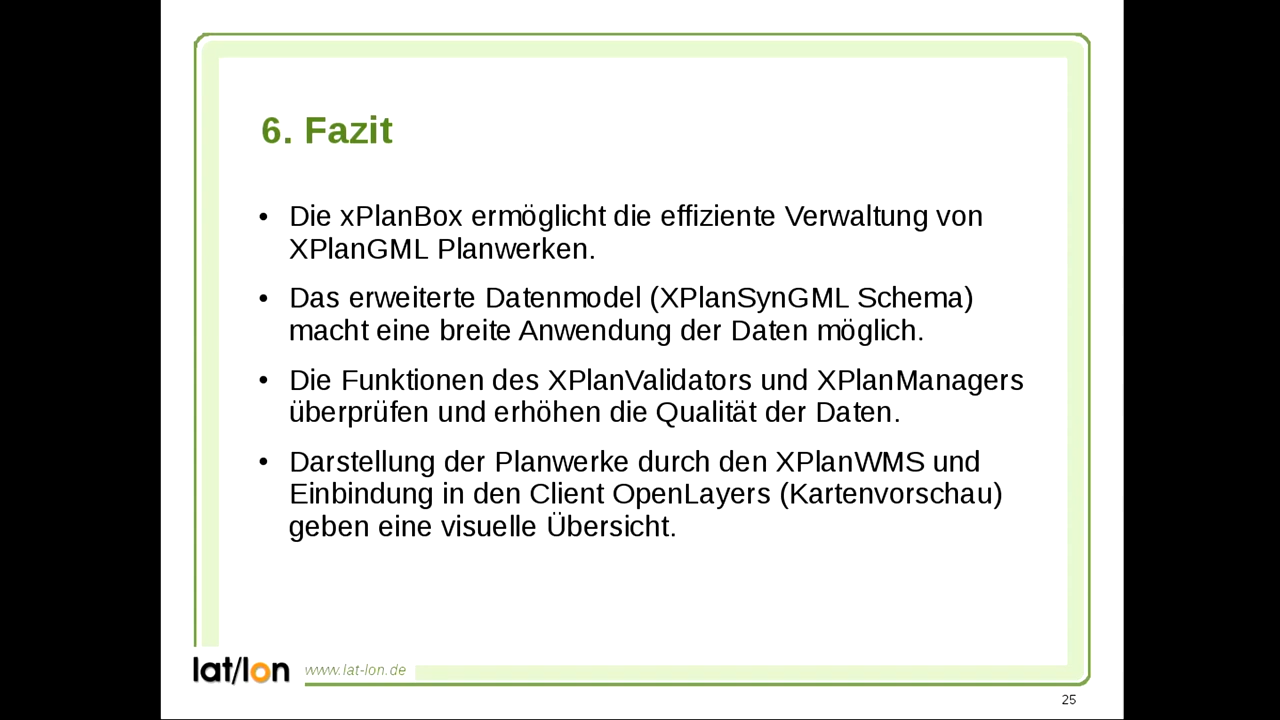 6. Fazit
• Die xPlanBox ermöglicht die effiziente Verwaltung von
XPlanGML Planwerken.
• Das erweiterte Datenmodel (XPlanSynGML Schema)
macht eine breite Anwendung der Daten möglich.
• Die Funktionen des XPlanValidators und XPlanManagers
überprüfen und erhöhen die Qualität der Daten.
• Darstellung der Planwerke durch den XPlanWMS und
Einbindung in den Client OpenLayers (Kartenvorschau)
geben eine visuelle Übersicht.
lat/lon www.lat-lon.de
25